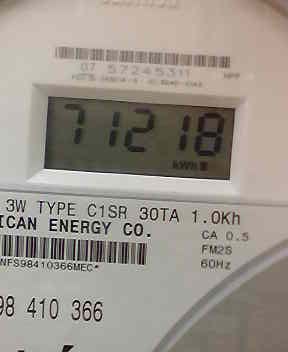 07 57245311 NPP
71218
kWh
3W TYPE C1SR 30TA 1.0Kh
ICAN ENERGY CO.
CA 0.5
FM2S
NFS98410366MEC*
60Hz
98 410 366